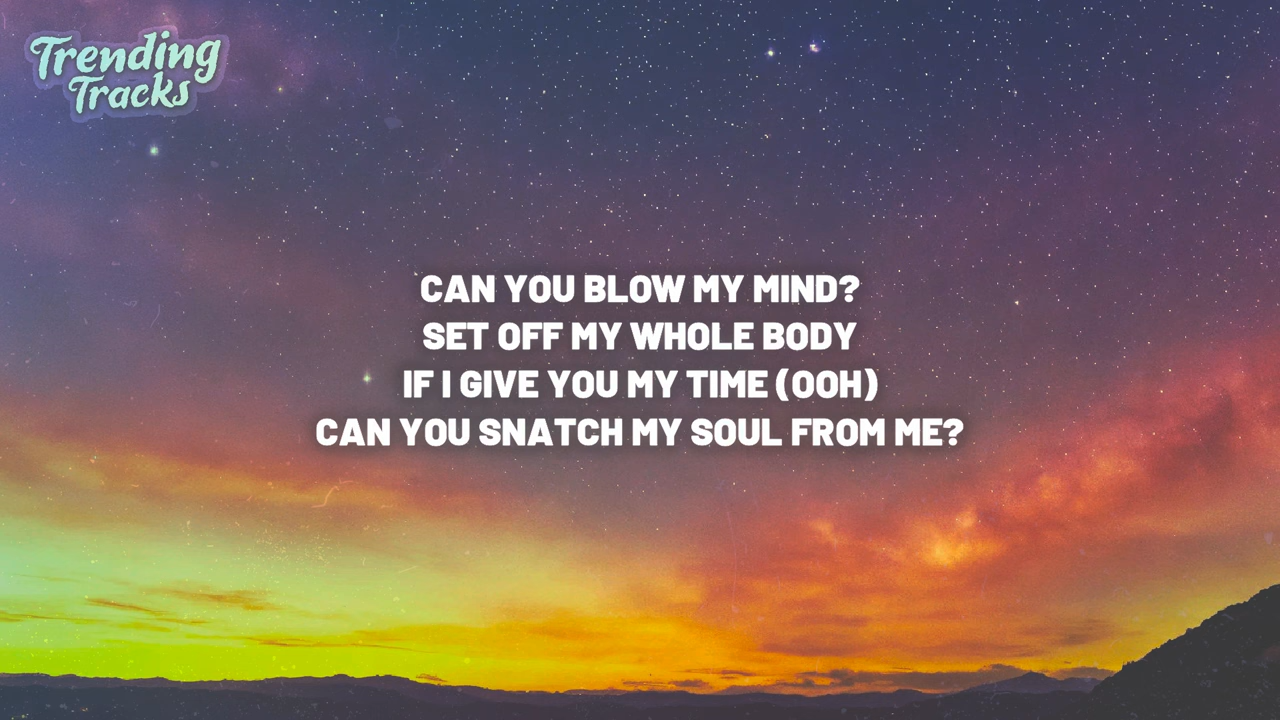 Trending
Tracks
CAN YOU BLOW MY MIND?
SET OFF MY WHOLE BODY
IF I GIVE YOU MY TIME (OOH)
CAN YOU SNATCH MY SOUL FROM ME?